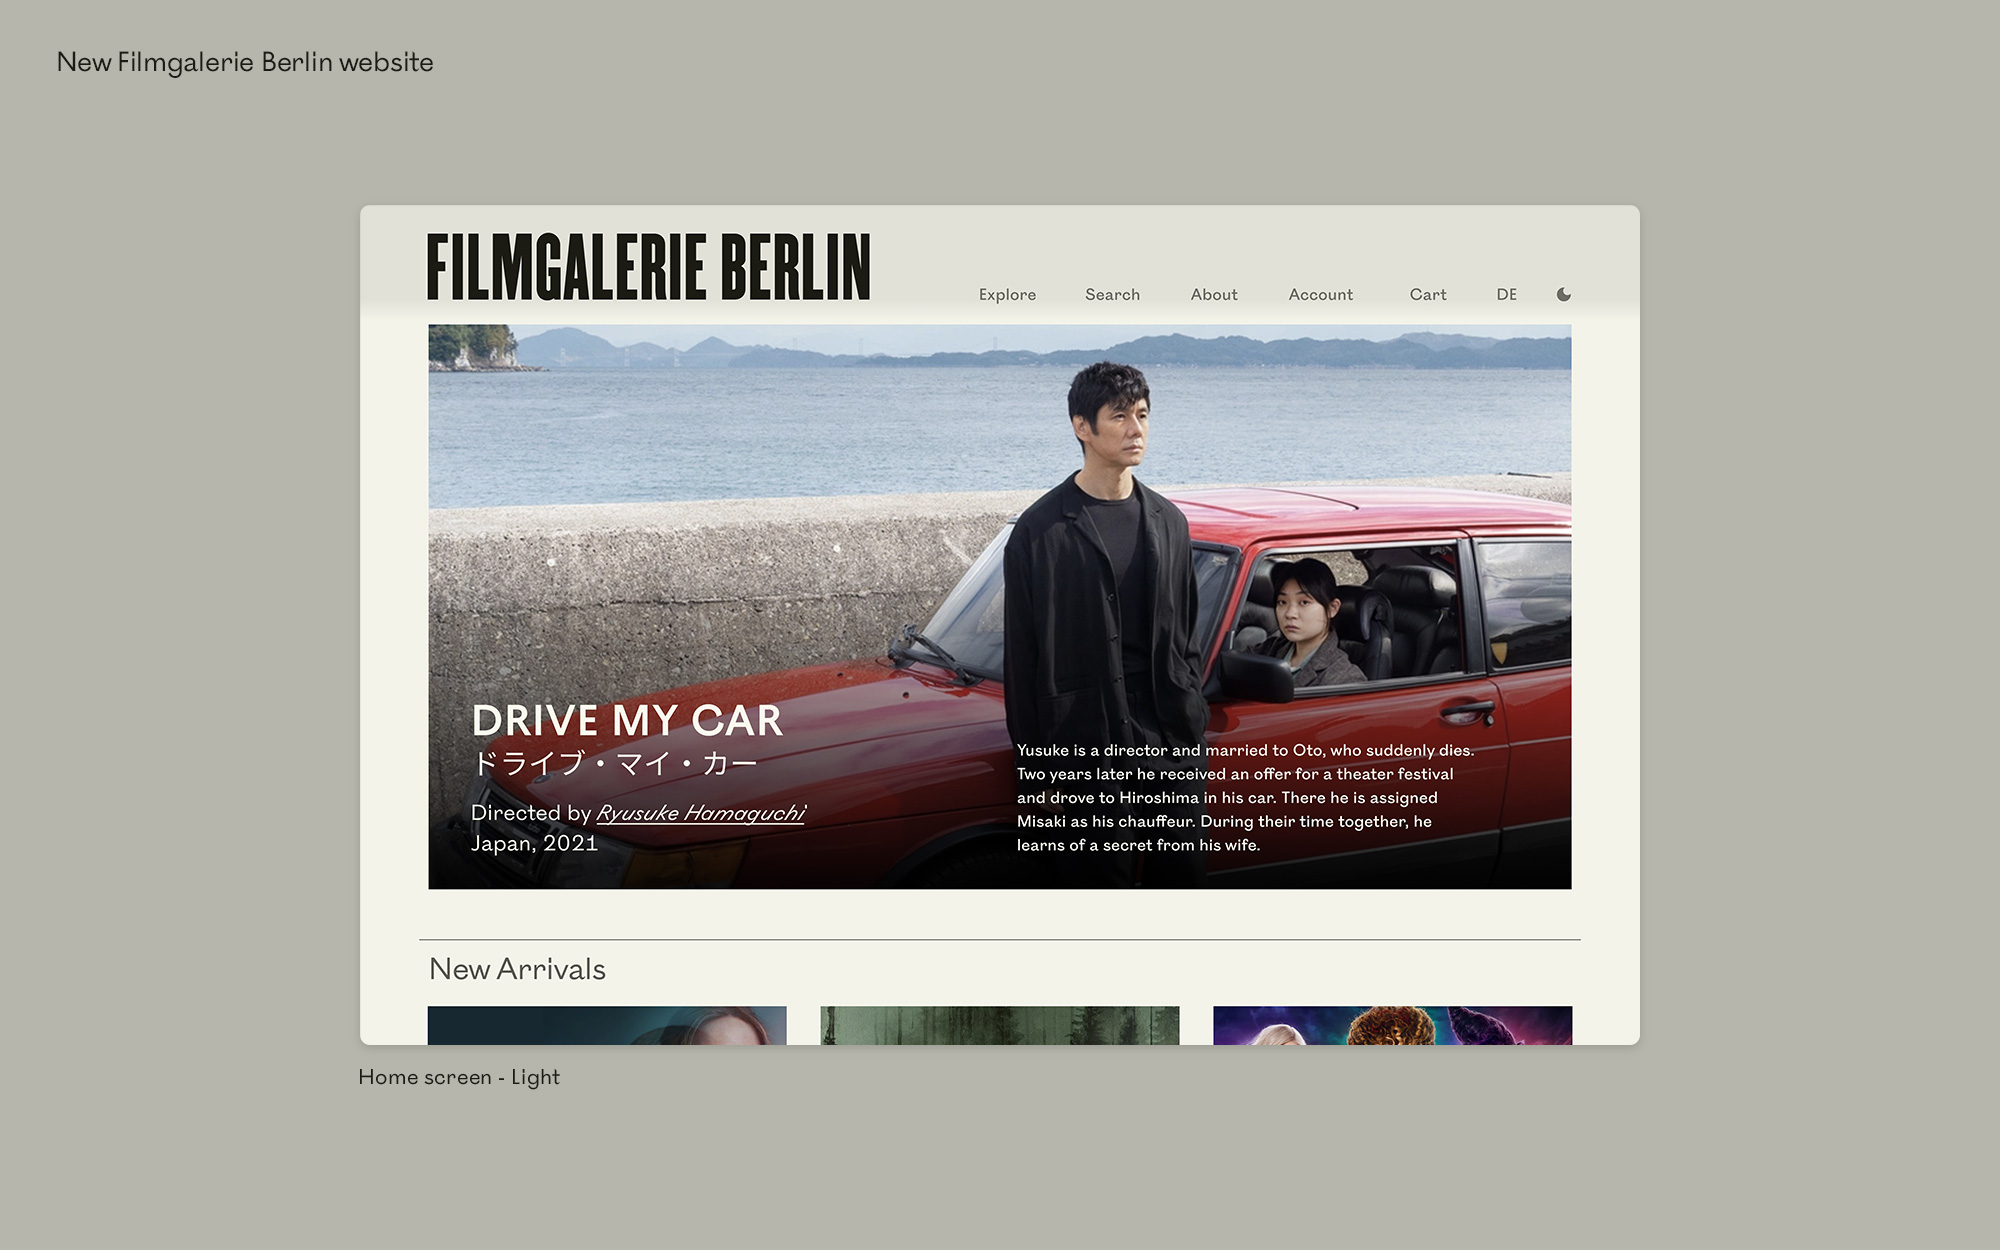 New Filmgalerie Berlin website
FILMGALERIE BERLIN
Explore Search About Account Cart DE
DRIVE MY CAR
ドライブ・マイ・カー
Directed by Ryusuke Hamaguchi
Japan, 2021
Yusuke is a director and married to Oto, who suddenly dies.
Two years later he received an offer for a theater festival
and drove to Hiroshima in his car. There he is assigned
Misaki as his chauffeur. During their time together, he
learns of a secret from his wife.
New Arrivals
Home screen - Light